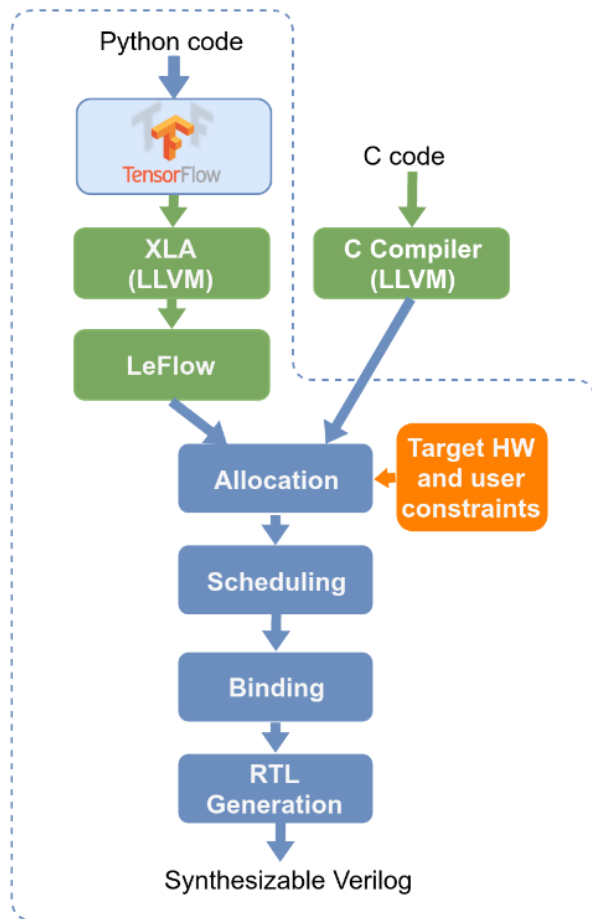 Python code
TensorFlow
C code
XLA
(LLVM)
C Compiler
(LLVM)
LeFlow
Target HW
and user
constraints
Allocation
Scheduling
Binding
RTL
Generation
Synthesizable Verilog